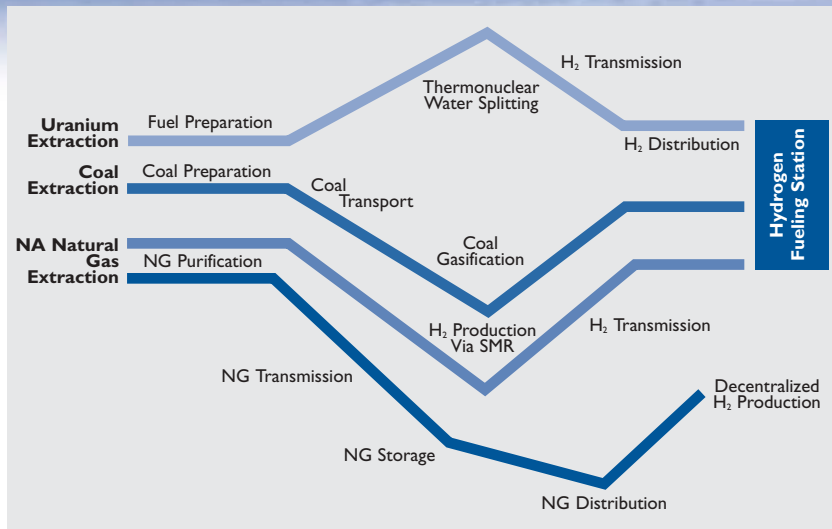 H₂ Transmission
Thermonuclear
Water Splitting
Uranium
Extraction
Fuel Preparation
H₂ Distribution
Coal
Extraction
Coal Preparation
Coal
Transport
Hydrogen
Fueling Station
Coal
Gasification
NA Natural
Gas
Extraction
NG Purification
H₂ Production
Via SMR
H₂ Transmission
NG Transmission
Decentralized
H₂ Production
NG Storage
NG Distribution